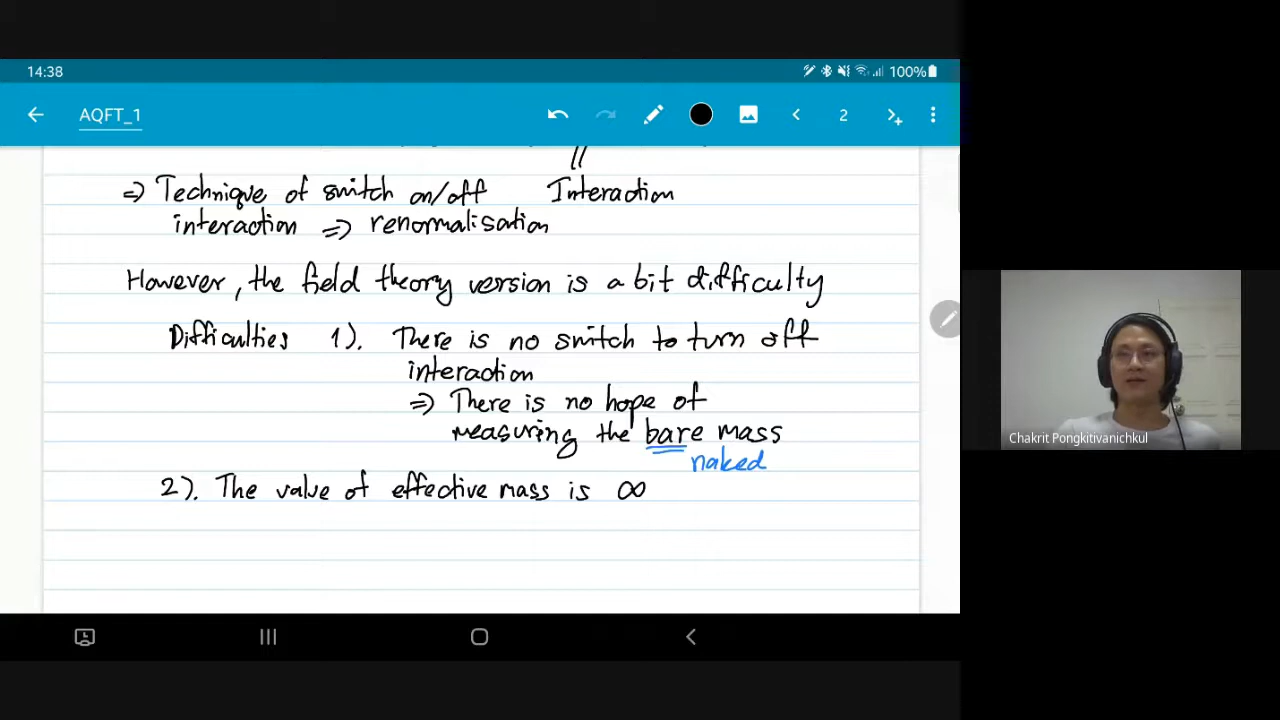 14:38
100%
AQFT_1
2
=> Technique of switch on/off Interaction
interaction => renormalisation
However, the field theory version is a bit difficulty
Difficulties 1). There is no switch to turn off
interaction
=> There is no hope of
measuring the bare mass
naked
2). The value of effective mass is ∞
Chakrit Pongkitivanichkul